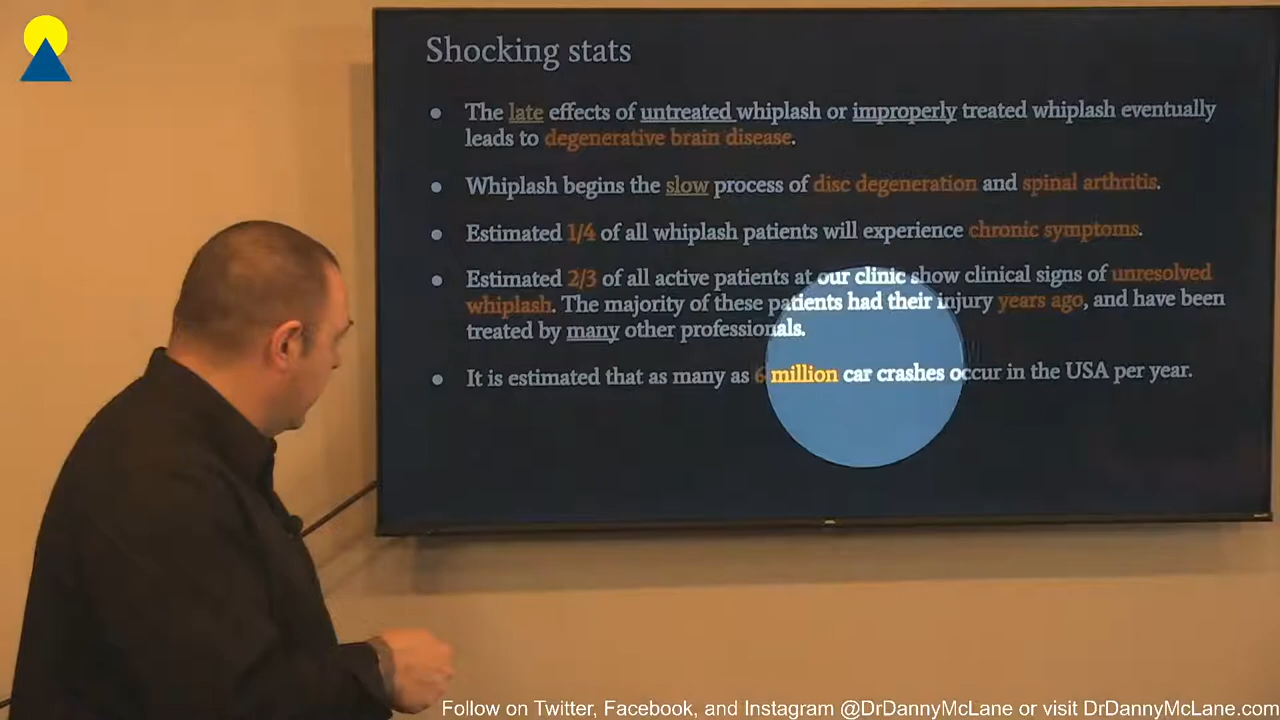 Shocking stats
● The late effects of untreated whiplash or improperly treated whiplash eventually
leads to degenerative brain disease.
● Whiplash begins the slow process of disc degeneration and spinal arthritis.
● Estimated 1/4 of all whiplash patients will experience chronic symptoms.
● Estimated 2/3 of all active patients at our clinic show clinical signs of unresolved
whiplash. The majority of these patients had their injury years ago, and have been
treated by many other professionals.
● It is estimated that as many as 6 million car crashes occur in the USA per year.
Follow on Twitter, Facebook, and Instagram @DrDannyMcLane or visit DrDannyMcLane.com